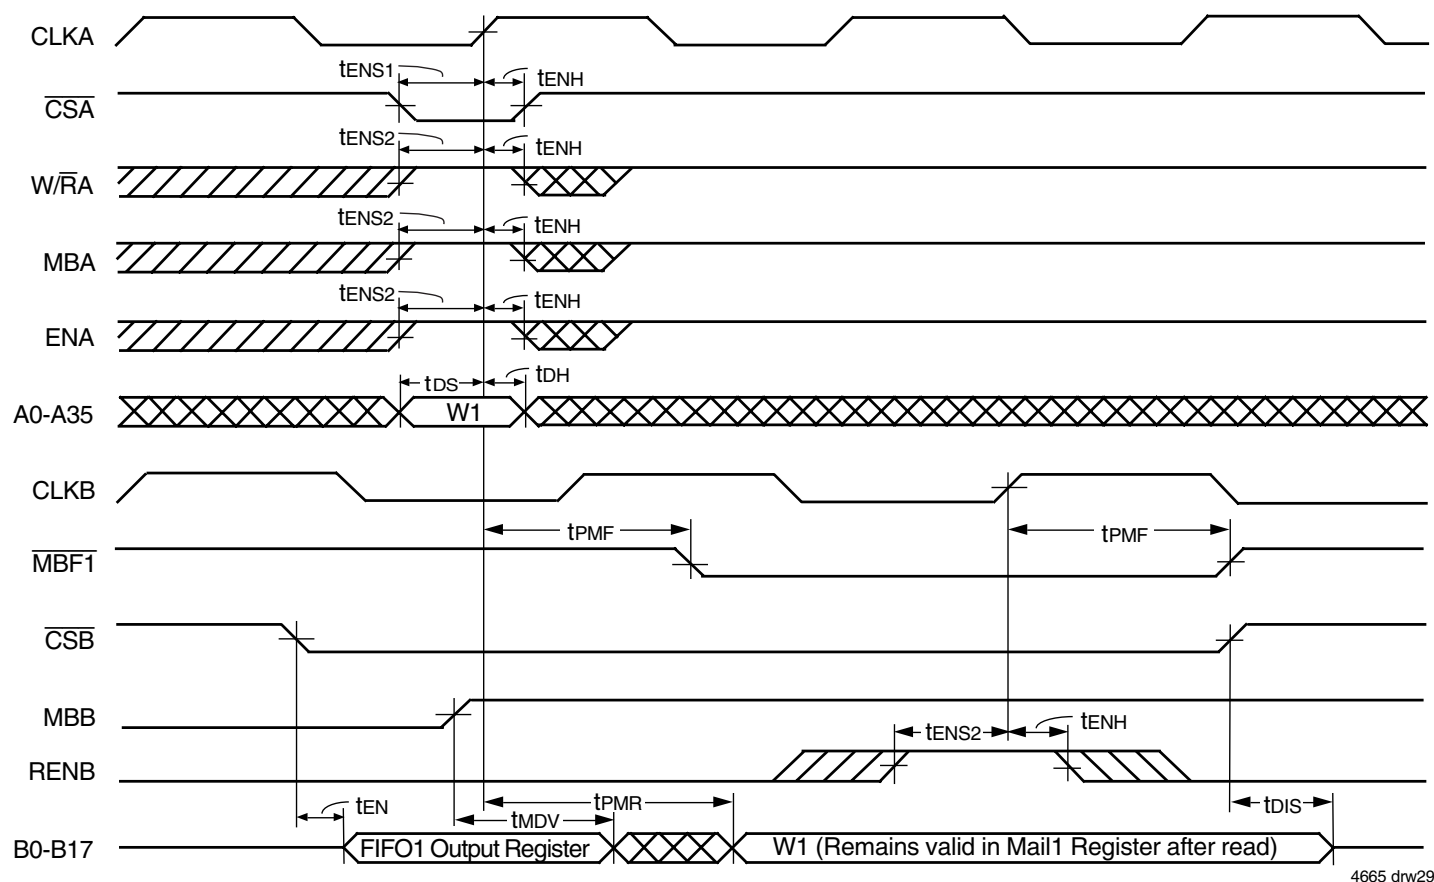 CLKA
tENS1
tENH
CSA
tENS2
tENH
W/RA
tENS2
tENH
MBA
tENS2
tENH
ENA
tDS
tDH
A0-A35
W1
CLKB
tPMF
tPMF
MBF1
CSB
MBB
tENS2
tENH
RENB
tEN
tPMR
tMDV
tDIS
B0-B17
FIFO1 Output Register
W1 (Remains valid in Mail1 Register after read)
4665 drw29